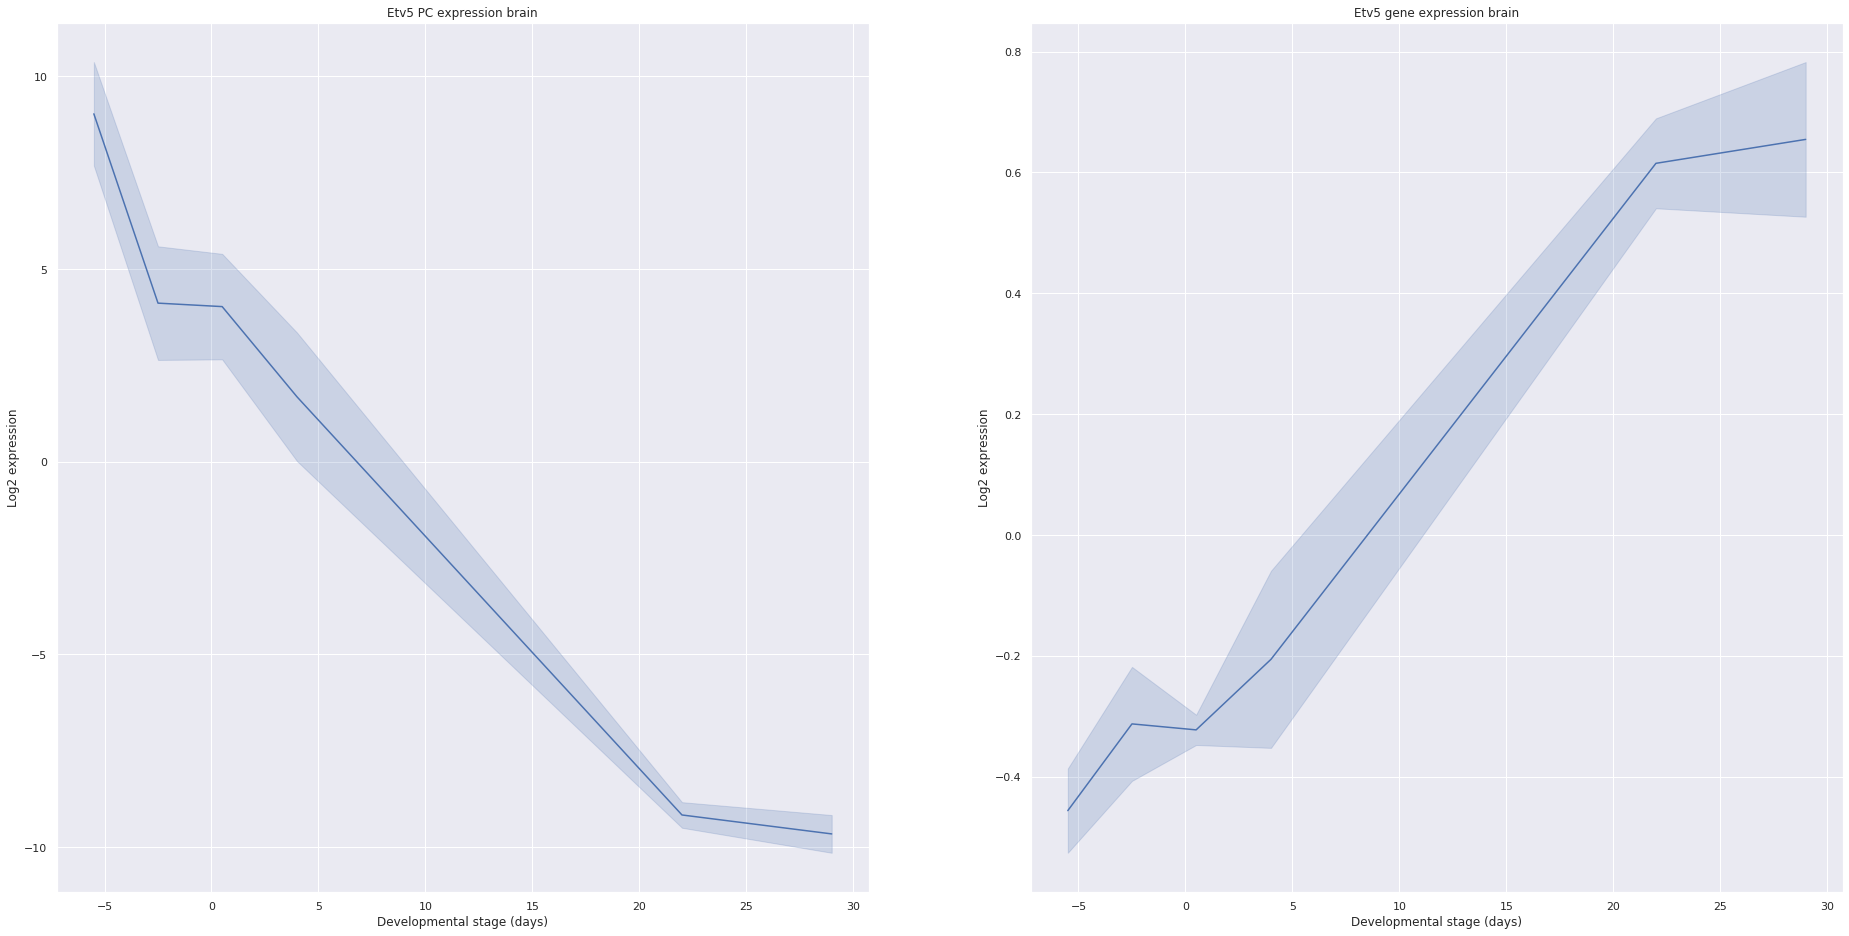 Etv5 PC expression brain
Log2 expression
10
5
0
−5
−10
−5 0 5 10 15 20 25 30
Developmental stage (days)
Etv5 gene expression brain
Log2 expression
0.8
0.6
0.4
0.2
0.0
−0.2
−0.4
−5 0 5 10 15 20 25 30
Developmental stage (days)